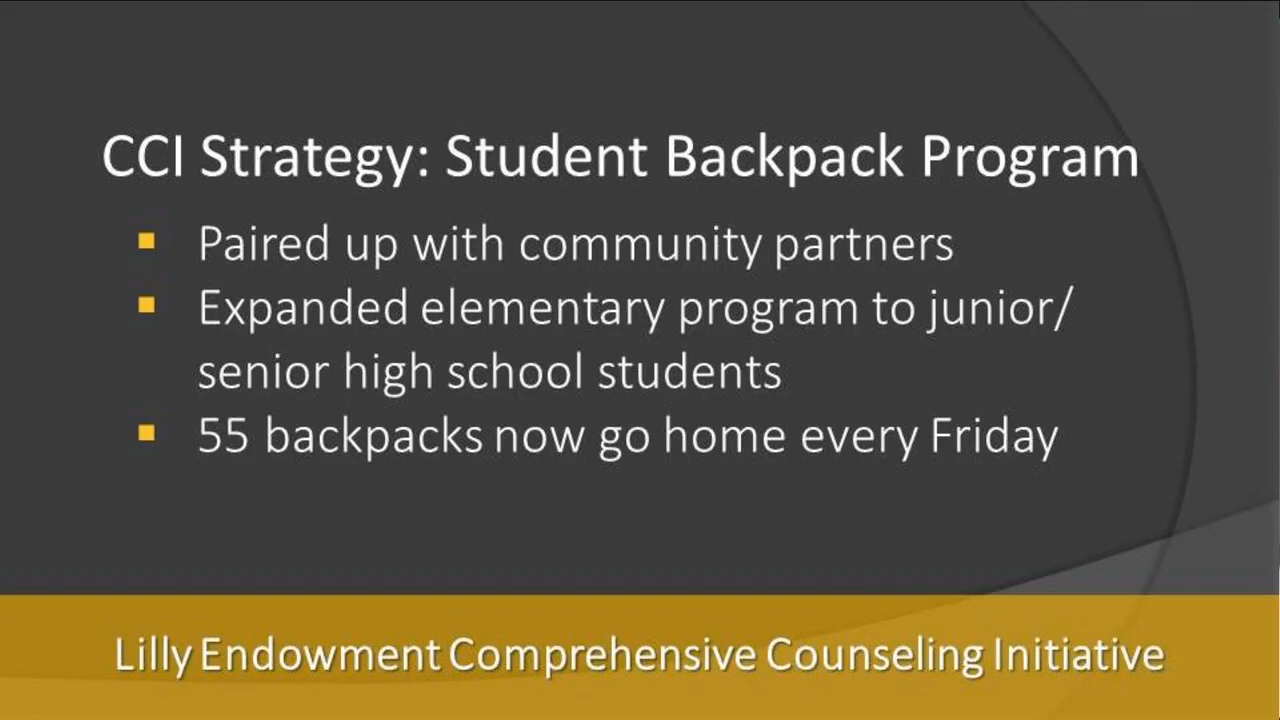 CCI Strategy: Student Backpack Program
▪ Paired up with community partners
▪ Expanded elementary program to junior/
senior high school students
▪ 55 backpacks now go home every Friday
Lilly Endowment Comprehensive Counseling Initiative